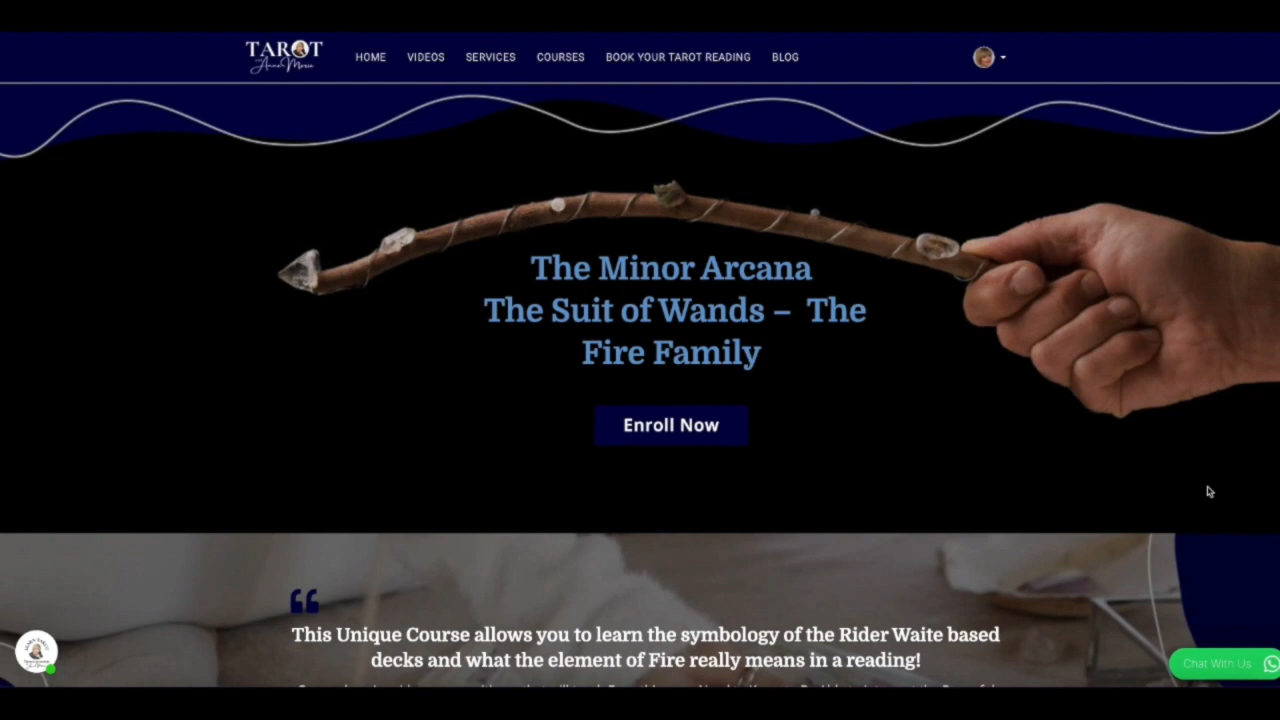 TAROT
Anna Marie
HOME VIDEOS SERVICES COURSES BOOK YOUR TAROT READING BLOG
The Minor Arcana
The Suit of Wands – The
Fire Family
Enroll Now
This Unique Course allows you to learn the symbology of the Rider Waite based
decks and what the element of Fire really means in a reading!
Chat With Us